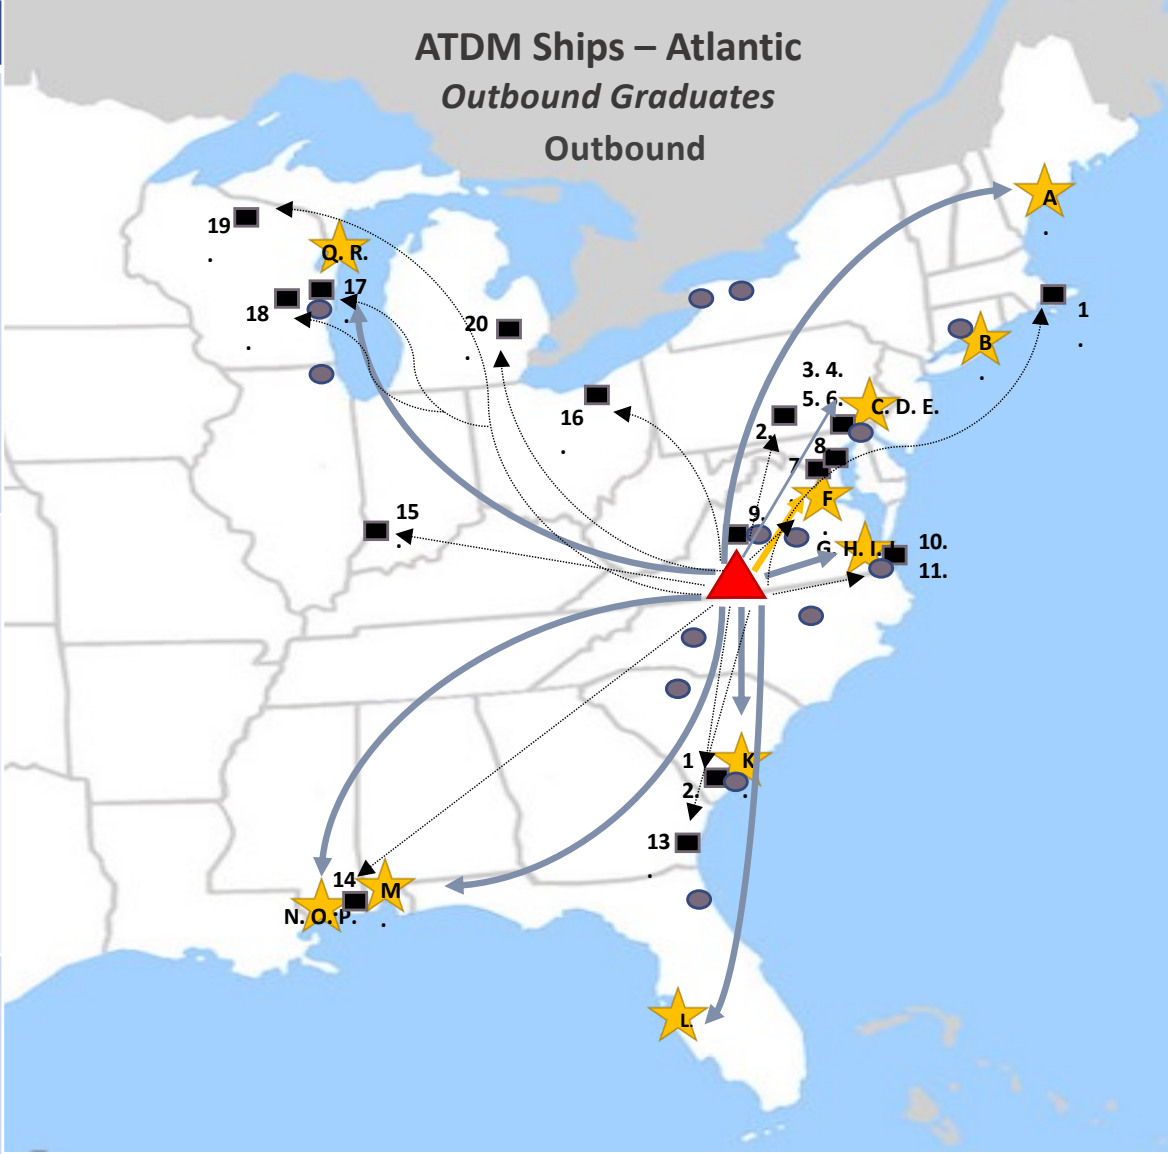 ATDM Ships – Atlantic
Outbound Graduates
Outbound
A
.
19
.
Q. R.
17
.
18
.
20
.
1
.
B
.
3. 4.
5. 6.
C. D. E.
16
.
2.
8
7
.
F
.
15
.
9.
G. H. I. J.
10.
11.
1
2.
K
.
13
.
14
M
.
N. O. P.
L.